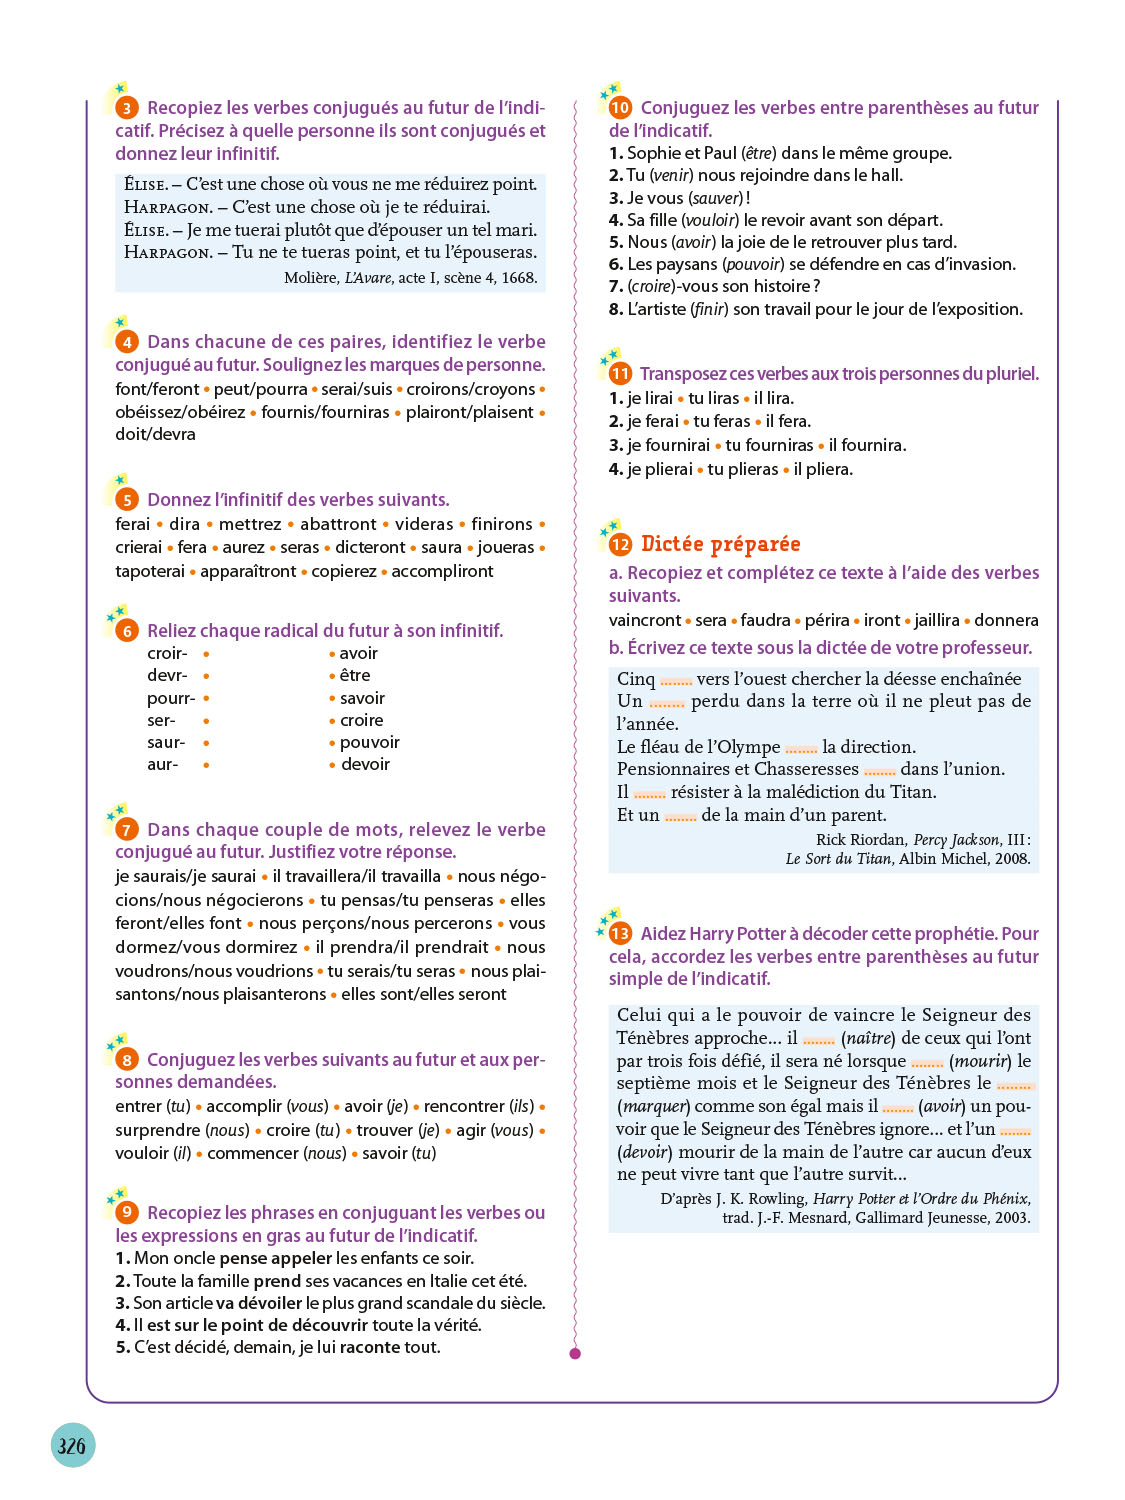 3 Recopiez les verbes conjugués au futur de l'indi-
catif. Précisez à quelle personne ils sont conjugués et
donnez leur infinitif.
ÉLISE. – C'est une chose où vous ne me réduirez point.
HARPAGON. – C'est une chose où je te réduirai.
ÉLISE. – Je me tuerai plutôt que d'épouser un tel mari.
HARPAGON. – Tu ne te tueras point, et tu l'épouseras.
Molière, L'Avare, acte I, scène 4, 1668.
4 Dans chacune de ces paires, identifiez le verbe
conjugué au futur. Soulignez les marques de personne.
font/feront • peut/pourra • serai/suis • croirons/croyons •
obéissez/obéirez • fournis/fourniras • plairont/plaisent •
doit/devra
5 Donnez l'infinitif des verbes suivants.
ferai • dira • mettrez • abattront • videras • finirons •
crierai • fera • aurez • seras • dicteront • saura • joueras •
tapoterai • apparaîtront • copierez • accompliront
6 Reliez chaque radical du futur à son infinitif.
croir- • • avoir
devr- • • être
pourr- • • savoir
ser- • • croire
saur- • • pouvoir
aur- • • devoir
7 Dans chaque couple de mots, relevez le verbe
conjugué au futur. Justifiez votre réponse.
je saurais/je saurai • il travaillera/il travailla • nous négo-
cions/nous négocierons • tu pensas/tu penseras • elles
feront/elles font • nous perçons/nous percerons • vous
dormez/vous dormirez • il prendra/il prendrait • nous
voudrons/nous voudrions • tu serais/tu seras • nous plai-
santons/nous plaisanterons • elles sont/elles seront
8 Conjuguez les verbes suivants au futur et aux per-
sonnes demandées.
entrer (tu) • accomplir (vous) • avoir (je) • rencontrer (ils) •
surprendre (nous) • croire (tu) • trouver (je) • agir (vous) •
vouloir (il) • commencer (nous) • savoir (tu)
9 Recopiez les phrases en conjuguant les verbes ou
les expressions en gras au futur de l'indicatif.
1. Mon oncle pense appeler les enfants ce soir.
2. Toute la famille prend ses vacances en Italie cet été.
3. Son article va dévoiler le plus grand scandale du siècle.
4. Il est sur le point de découvrir toute la vérité.
5. C'est décidé, demain, je lui raconte tout.
10 Conjuguez les verbes entre parenthèses au futur
de l'indicatif.
1. Sophie et Paul (être) dans le même groupe.
2. Tu (venir) nous rejoindre dans le hall.
3. Je vous (sauver) !
4. Sa fille (vouloir) le revoir avant son départ.
5. Nous (avoir) la joie de le retrouver plus tard.
6. Les paysans (pouvoir) se défendre en cas d'invasion.
7. (croire)-vous son histoire ?
8. L'artiste (finir) son travail pour le jour de l'exposition.
11 Transposez ces verbes aux trois personnes du pluriel.
1. je lirai • tu liras • il lira.
2. je ferai • tu feras • il fera.
3. je fournirai • tu fourniras • il fournira.
4. je plierai • tu plieras • il pliera.
12 Dictée préparée
a. Recopiez et complétez ce texte à l'aide des verbes
suivants.
vaincront • sera • faudra • périra • iront • jaillira • donnera
b. Écrivez ce texte sous la dictée de votre professeur.
Cinq ........ vers l'ouest chercher la déesse enchaînée
Un ........ perdu dans la terre où il ne pleut pas de
l'année.
Le fléau de l'Olympe ........ la direction.
Pensionnaires et Chasseresses ........ dans l'union.
Il ........ résister à la malédiction du Titan.
Et un ........ de la main d'un parent.
Rick Riordan, Percy Jackson, III :
Le Sort du Titan, Albin Michel, 2008.
13 Aidez Harry Potter à décoder cette prophétie. Pour
cela, accordez les verbes entre parenthèses au futur
simple de l'indicatif.
Celui qui a le pouvoir de vaincre le Seigneur des
Ténèbres approche... il ........ (naître) de ceux qui l'ont
par trois fois défié, il sera né lorsque ........ (mourir) le
septième mois et le Seigneur des Ténèbres le ........
(marquer) comme son égal mais il ........ (avoir) un pou-
voir que le Seigneur des Ténèbres ignore... et l'un ........
(devoir) mourir de la main de l'autre car aucun d'eux
ne peut vivre tant que l'autre survit...
D'après J. K. Rowling, Harry Potter et l'Ordre du Phénix,
trad. J.-F. Mesnard, Gallimard Jeunesse, 2003.
326